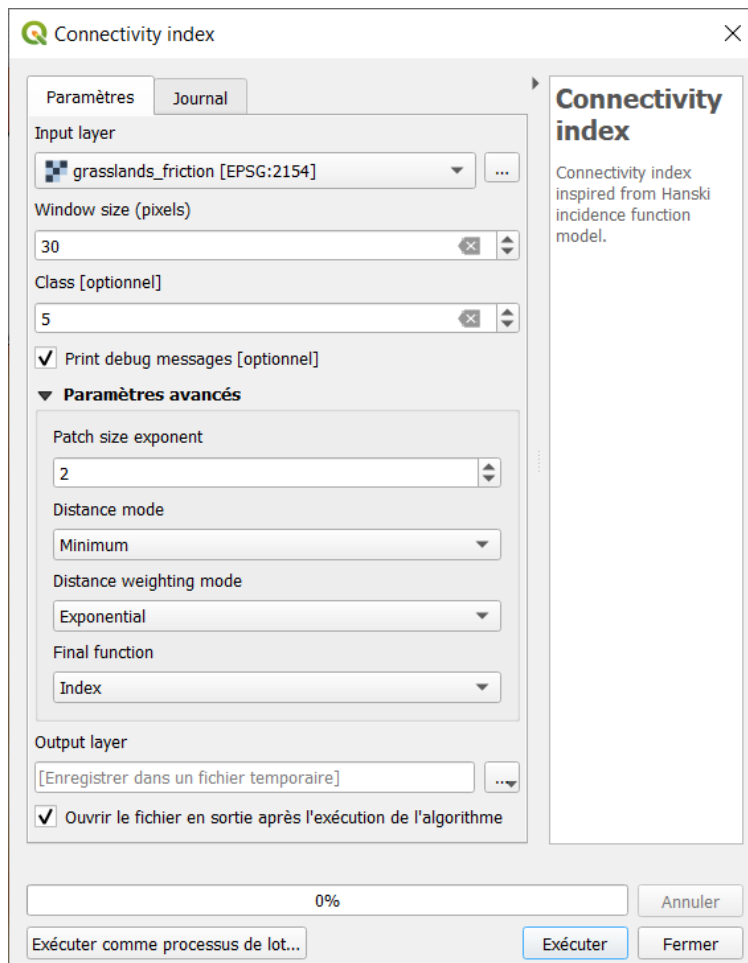 Connectivity index
Paramètres
Journal
Input layer
grasslands_friction [EPSG:2154]
...
Window size (pixels)
30
Class [optionnel]
5
Print debug messages [optionnel]
Paramètres avancés
Patch size exponent
2
Distance mode
Minimum
Distance weighting mode
Exponential
Final function
Index
Output layer
[Enregistrer dans un fichier temporaire]
...
Ouvrir le fichier en sortie après l'exécution de l'algorithme
Connectivity
index
Connectivity index
inspired from Hanski
incidence function
model.
0%
Annuler
Exécuter comme processus de lot...
Exécuter
Fermer